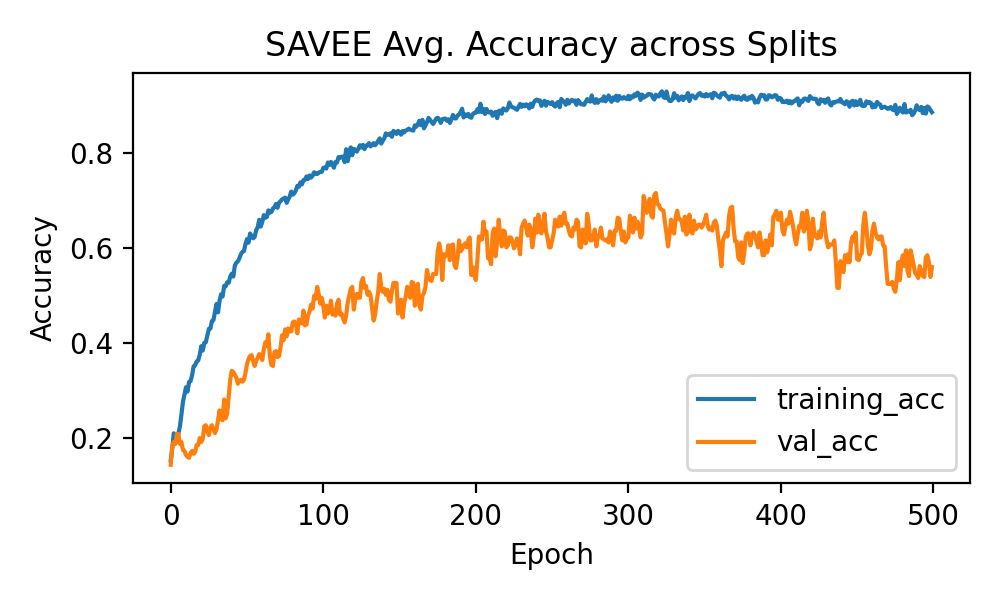 SAVEE Avg. Accuracy across Splits
0.8
0.6
0.4
0.2
Accuracy
training_acc
val_acc
0 100 200 300 400 500
Epoch